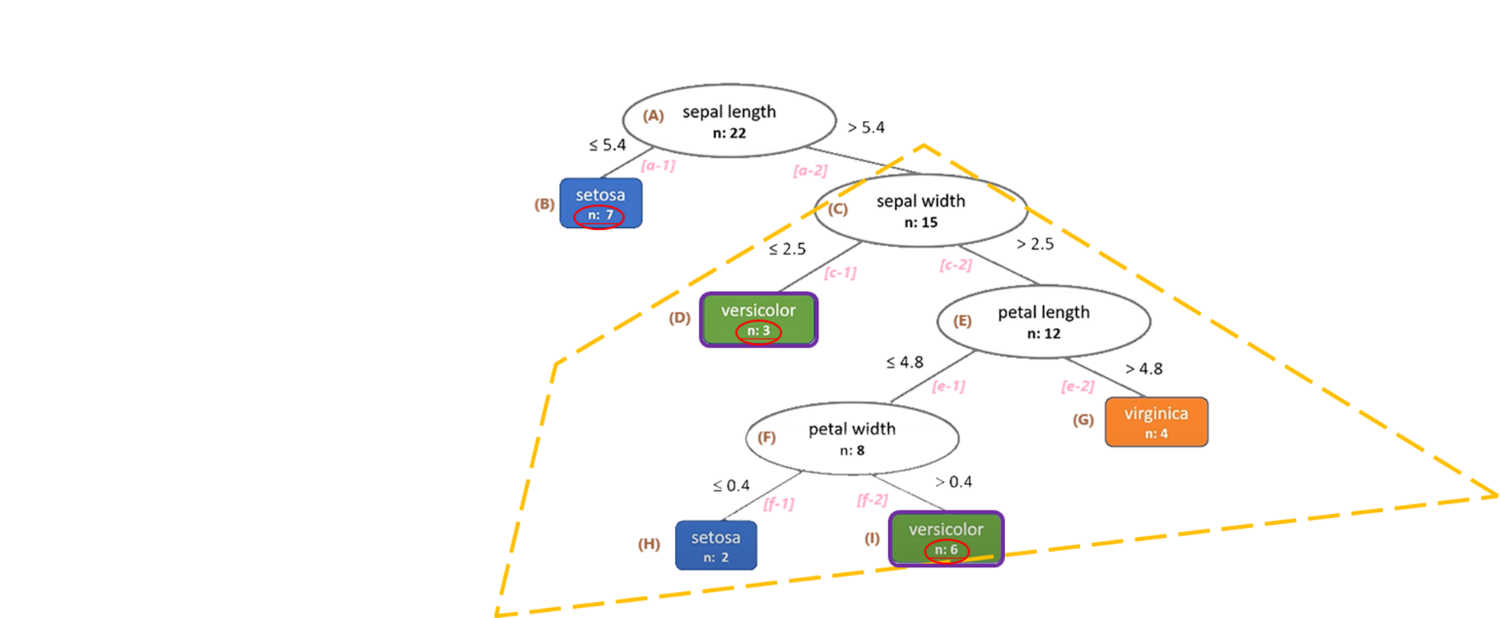 (A) sepal length
n: 22
≤ 5.4
> 5.4
[a-1]
[a-2]
(B) setosa
n: 7
(C) sepal width
n: 15
≤ 2.5
> 2.5
[c-1]
[c-2]
(D) versicolor
n: 3
(E) petal length
n: 12
≤ 4.8
> 4.8
[e-1]
[e-2]
(F) petal width
n: 8
(G) virginica
n: 4
≤ 0.4
> 0.4
[f-1]
[f-2]
(H) setosa
n: 2
(I) versicolor
n: 6